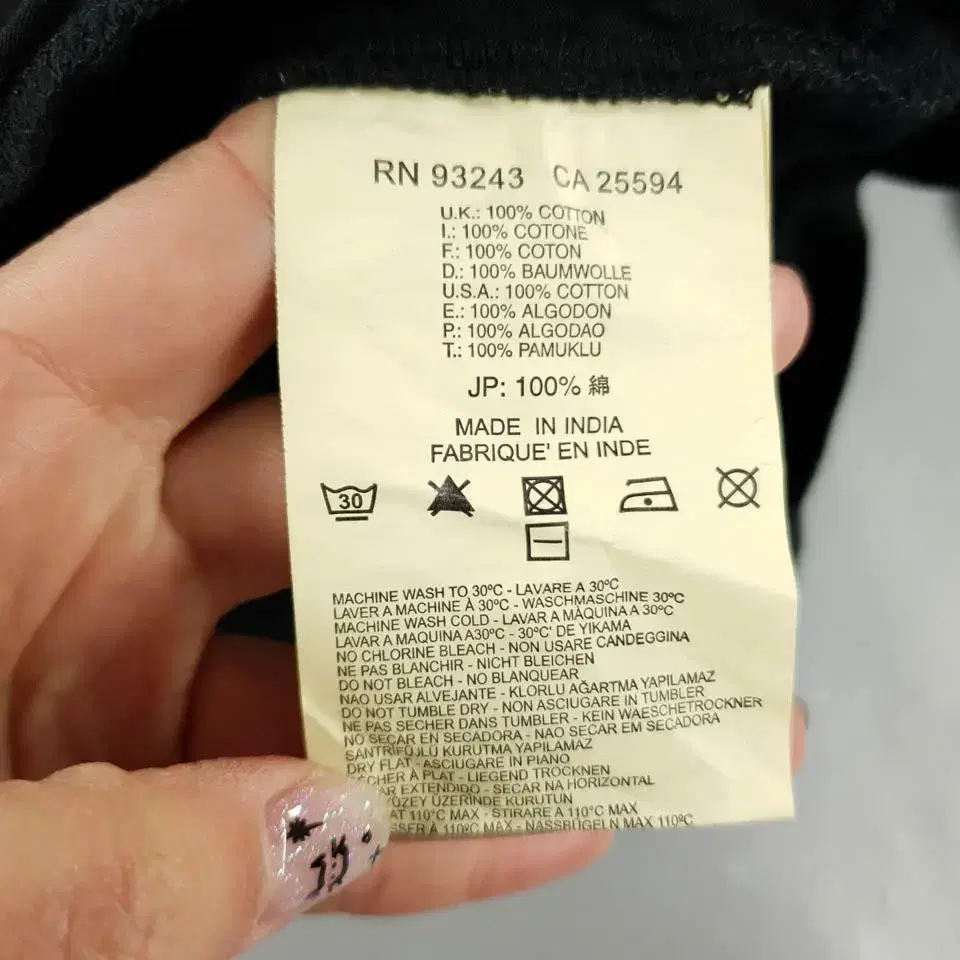 RN 93243 CA 25594
U.K.: 100% COTTON
I.: 100% COTONE
F.: 100% COTON
D.: 100% BAUMWOLLE
U.S.A.: 100% COTTON
E.: 100% ALGODON
P.: 100% ALGODAO
T.: 100% PAMUKLU
JP: 100% 綿
MADE IN INDIA
FABRIQUE' EN INDE
30
MACHINE WASH TO 30ºC - LAVARE A 30ºC
LAVER A MACHINE À 30ºC - WASCHMASCHINE 30ºC
MACHINE WASH COLD - LAVAR A MÀQUINA A 30ºC
LAVAR A MAQUINA A30ºC - 30ºC' DE YIKAMA
NO CHLORINE BLEACH - NON USARE CANDEGGINA
NE PAS BLANCHIR - NICHT BLEICHEN
DO NOT BLEACH - NO BLANQUEAR
NAO USAR ALVEJANTE - KLORLU AĞARTMA YAPILAMAZ
DO NOT TUMBLE DRY - NON ASCIUGARE IN TUMBLER
NE PAS SECHER DANS TUMBLER - KEIN WAESCHETROCKNER
NO SECAR EN SECADORA - NAO SECAR EM SECADORA
SANTRİFÜJLÜ KURUTMA YAPILAMAZ
DRY FLAT - ASCIUGARE IN PIANO
À PLAT - LIEGEND TROCKNEN
EXTENDIDO - SECAR NA HORIZONTAL
ÜZERİNDE KURUTUN
110ºC MAX - STIRARE A 110ºC MAX
À 110ºC MAX - NASSBÜGELN MAX 110ºC